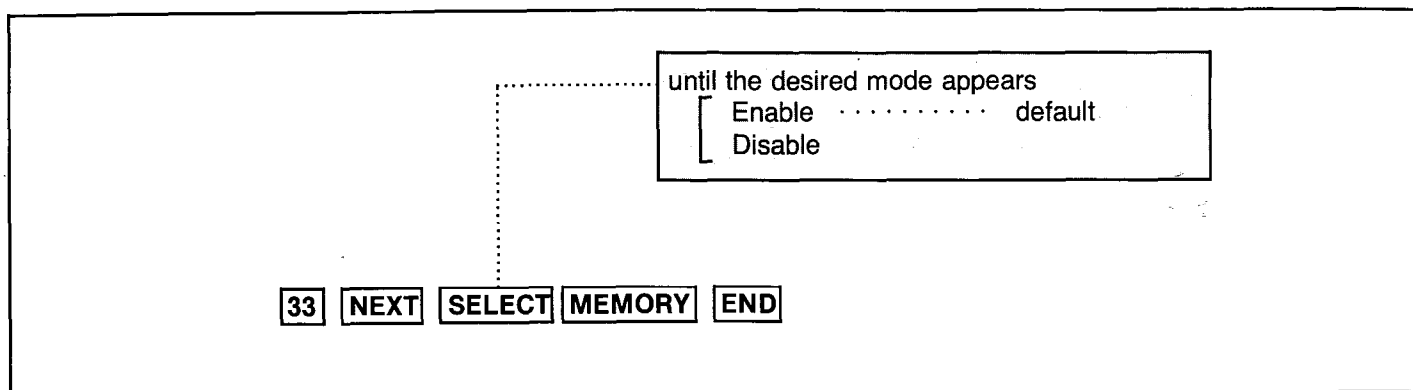 until the desired mode appears
Enable .......... default
Disable
33 NEXT SELECT MEMORY END